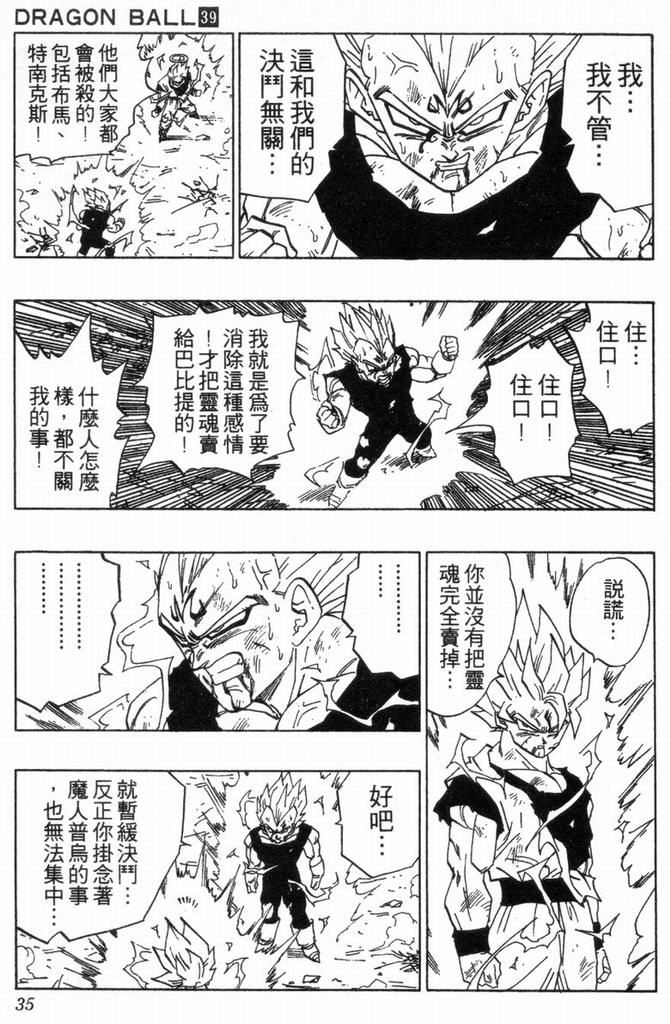 DRAGON BALL 39
我…
我不管…
這和我們的
決鬥無關…
他們大家都
會被殺的！
包括布馬、
特南克斯！
住…
住口！
住口！
住口！
我就是爲了要
消除這種感情
！才把靈魂賣
給巴比提的！
什麼人怎麼
樣，都不關
我的事！
説謊…
你並沒有把靈
魂完全賣掉…
…………
…………
…………
…………
好吧…
就暫緩決鬥…
反正你掛念著
魔人普烏的事
，也無法集中…
35